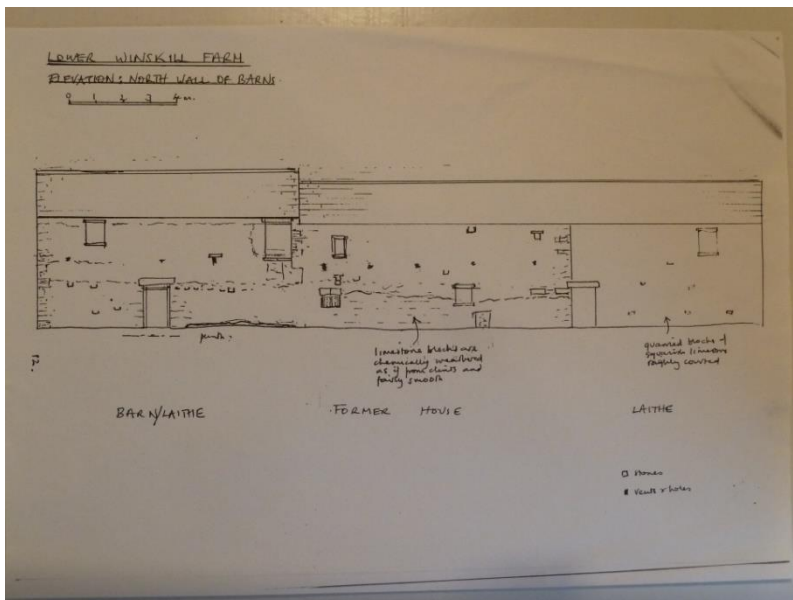 LOWER WINSKILL FARM
ELEVATION: NORTH WALL OF BARNS.
0 1 2 3 4 m.
limestone blocks are
chemically weathered
as if from clints and
fairly smooth
quarried blocks of
squarish limestone
roughly coursed
BARN/LAITHE
FORMER HOUSE
LAITHE
stones
vents & holes